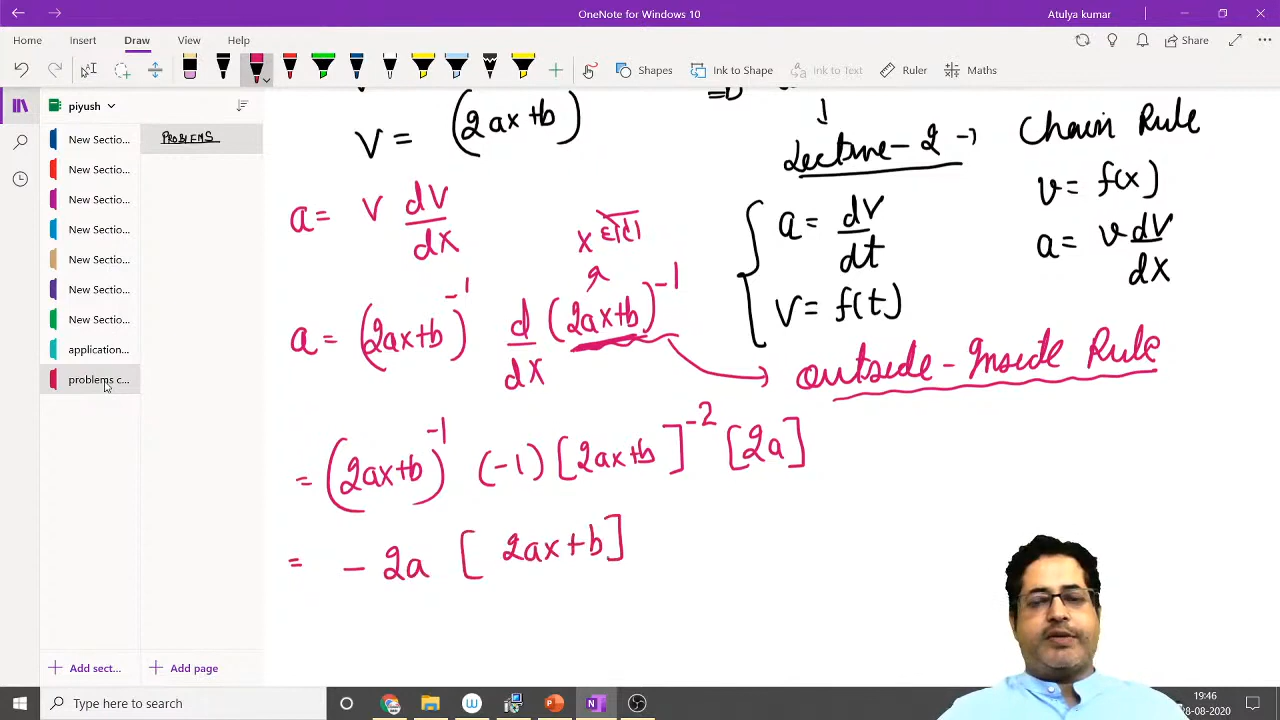 OneNote for Windows 10
Atulya kumar
Home Insert Draw View Help
Share
Shapes
Ink to Shape
Ink to Text
Ruler
Maths
piyush
PROBLEMS
New Sectio...
New Sectio...
New Sectio...
New Sectio...
New Sectio...
New Sectio...
New Sectio...
application...
problems c...
Add sect...
Add page
V = (2ax+b)
a = v dV/dx
a = (2ax+b)^-1 d/dx (2ax+b)^-1
= (2ax+b)^-1 (-1) [2ax+b]^-2 [2a]
= - 2a [ 2ax+b]
Lecture - 2 →
a = dv/dt
v = f(t)
Chain Rule
v = f(x)
a = v dv/dx
outside - Inside Rule
Type here to search
19:46
8-08-2020